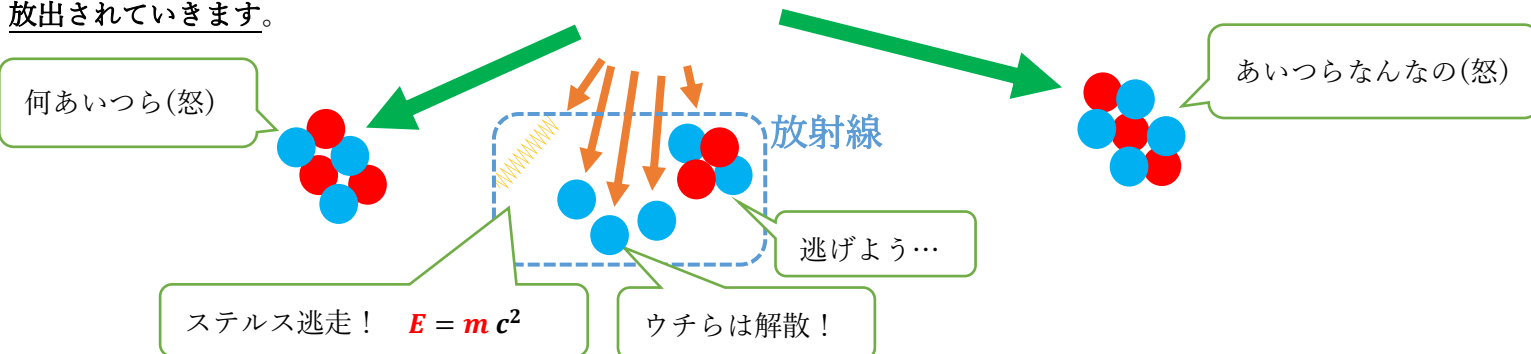 放出されていきます。
何あいつら(怒)
あいつらなんなの(怒)
放射線
逃げよう…
ステルス逃走！ E = m c²
ウチらは解散！